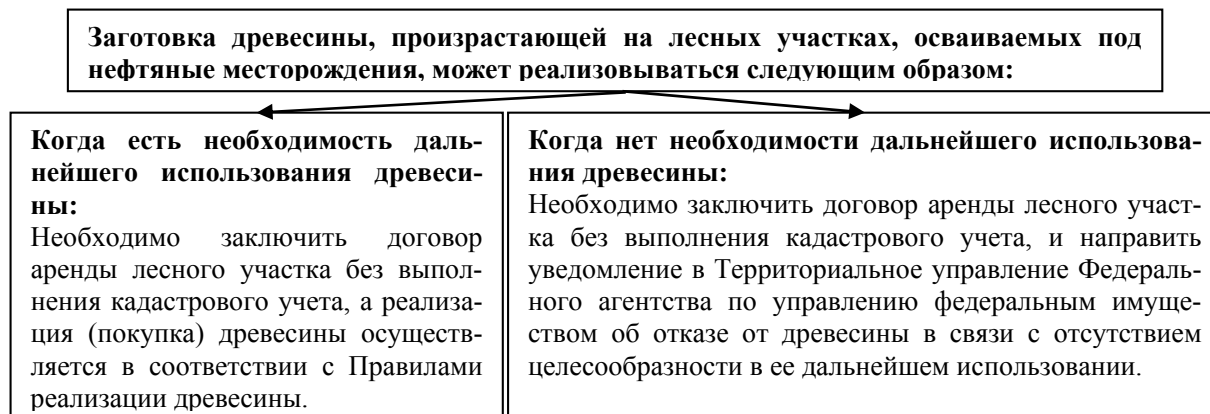 Заготовка древесины, произрастающей на лесных участках, осваиваемых под
нефтяные месторождения, может реализовываться следующим образом:
Когда есть необходимость даль-
нейшего использования древеси-
ны:
Необходимо заключить договор
аренды лесного участка без выпол-
нения кадастрового учета, а реализа-
ция (покупка) древесины осуществ-
ляется в соответствии с Правилами
реализации древесины.
Когда нет необходимости дальнейшего использова-
ния древесины:
Необходимо заключить договор аренды лесного участ-
ка без выполнения кадастрового учета, и направить
уведомление в Территориальное управление Федераль-
ного агентства по управлению федеральным имуще-
ством об отказе от древесины в связи с отсутствием
целесообразности в ее дальнейшем использовании.